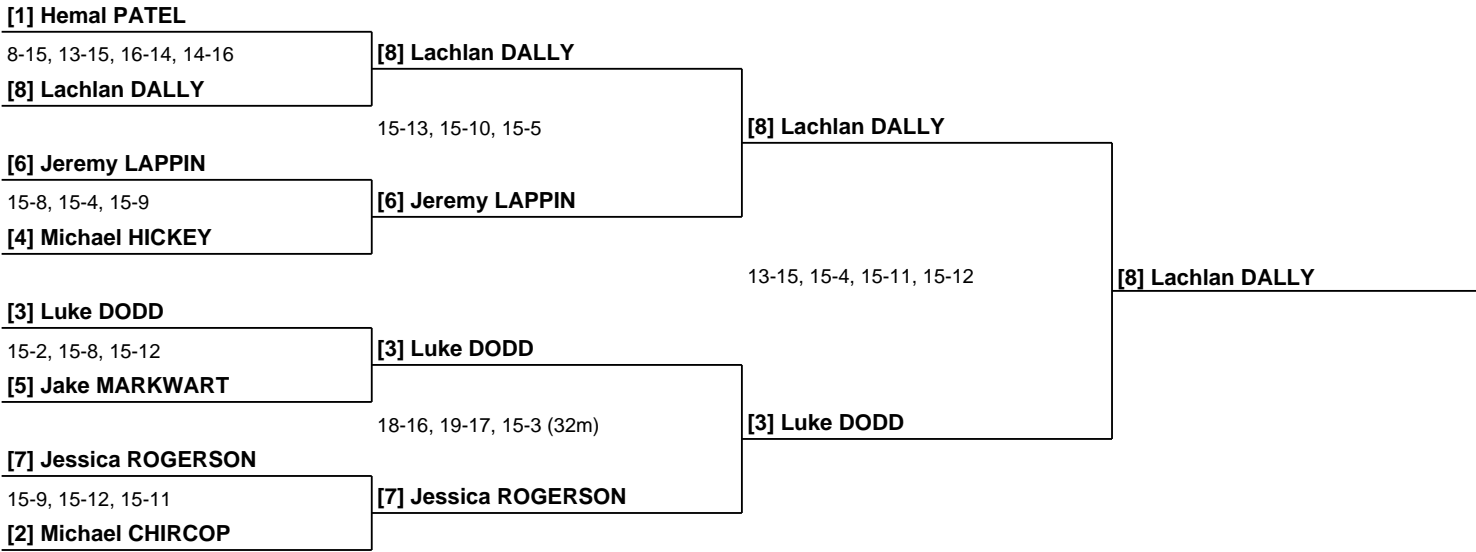 [1] Hemal PATEL
8-15, 13-15, 16-14, 14-16
[8] Lachlan DALLY
[8] Lachlan DALLY
15-13, 15-10, 15-5
[8] Lachlan DALLY
[6] Jeremy LAPPIN
15-8, 15-4, 15-9
[6] Jeremy LAPPIN
[4] Michael HICKEY
13-15, 15-4, 15-11, 15-12
[8] Lachlan DALLY
[3] Luke DODD
15-2, 15-8, 15-12
[3] Luke DODD
[5] Jake MARKWART
18-16, 19-17, 15-3 (32m)
[3] Luke DODD
[7] Jessica ROGERSON
15-9, 15-12, 15-11
[7] Jessica ROGERSON
[2] Michael CHIRCOP